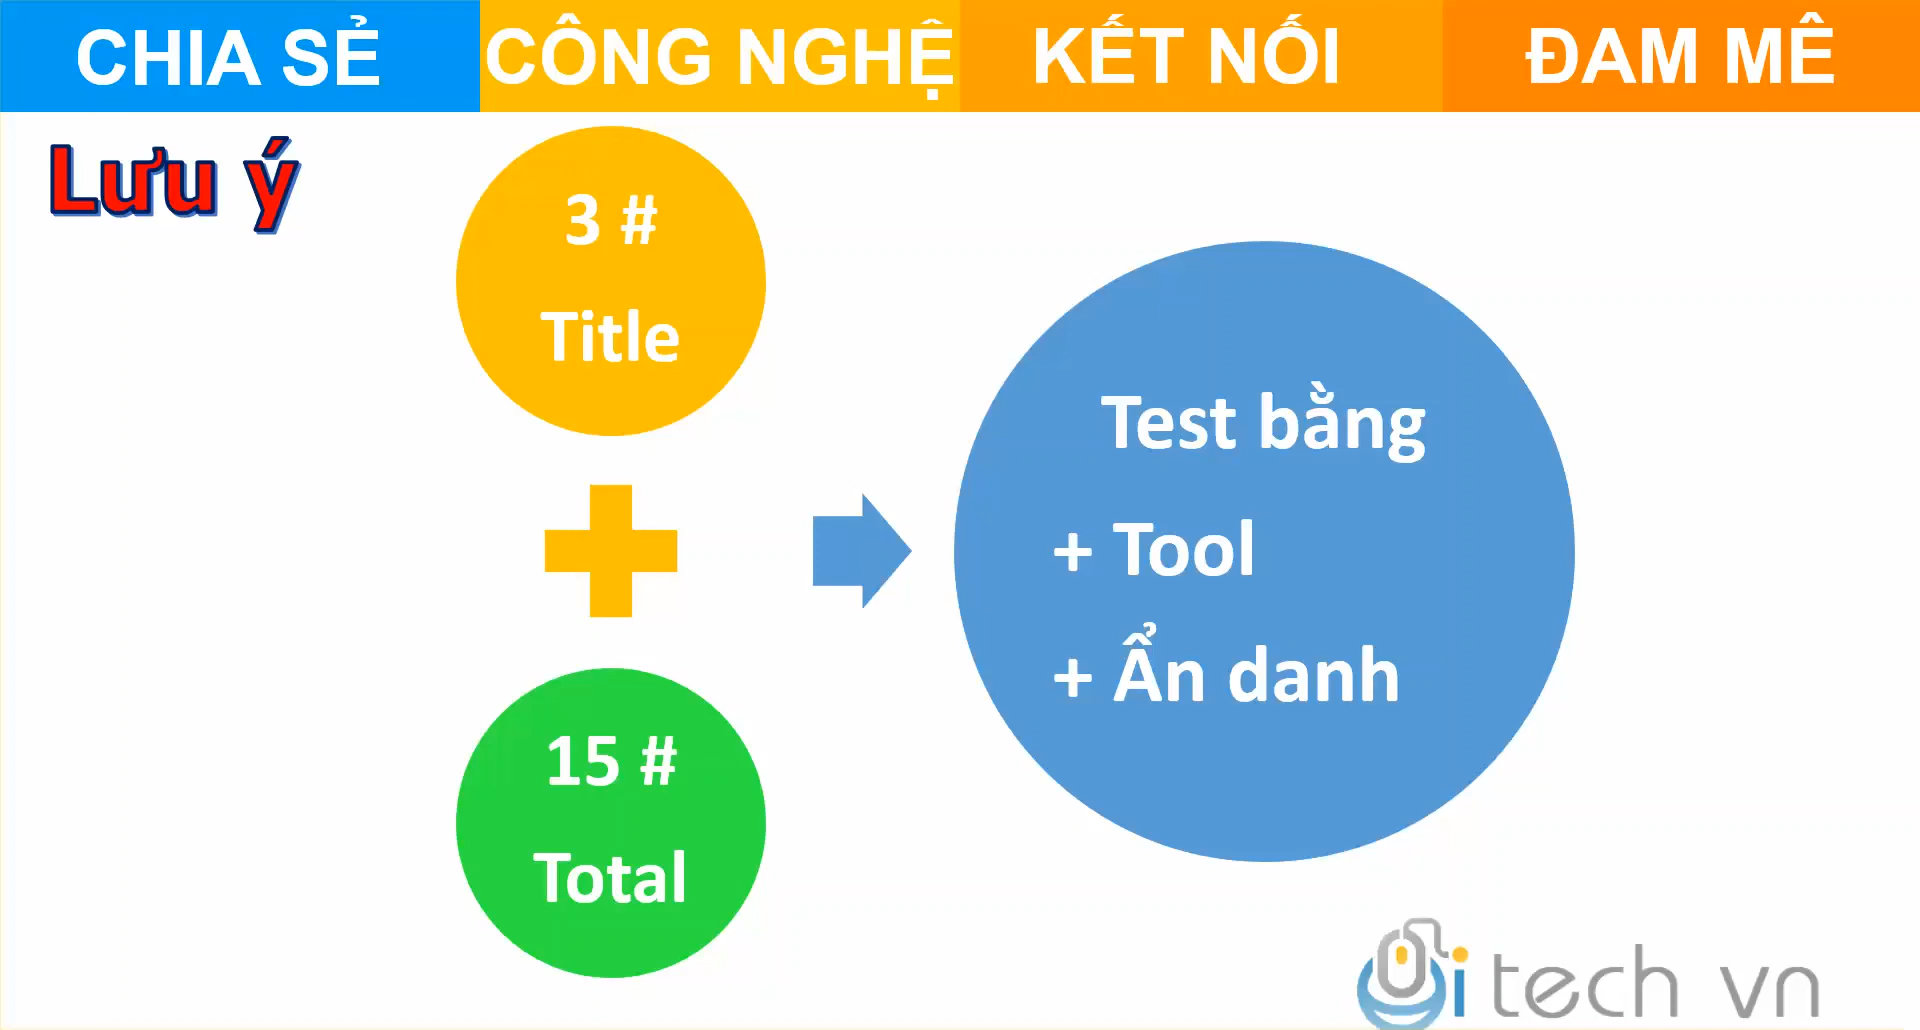 CHIA SẺ CÔNG NGHỆ KẾT NỐI ĐAM MÊ
Lưu ý
3 #
Title
+
15 #
Total
Test bằng
+ Tool
+ Ẩn danh
i tech vn